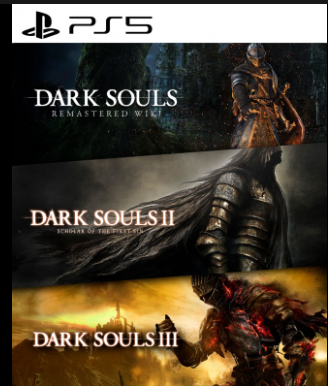 PS5
DARK SOULS
REMASTERED WIKI
DARK SOULS II
SCHOLAR OF THE FIRST SIN
DARK SOULS III